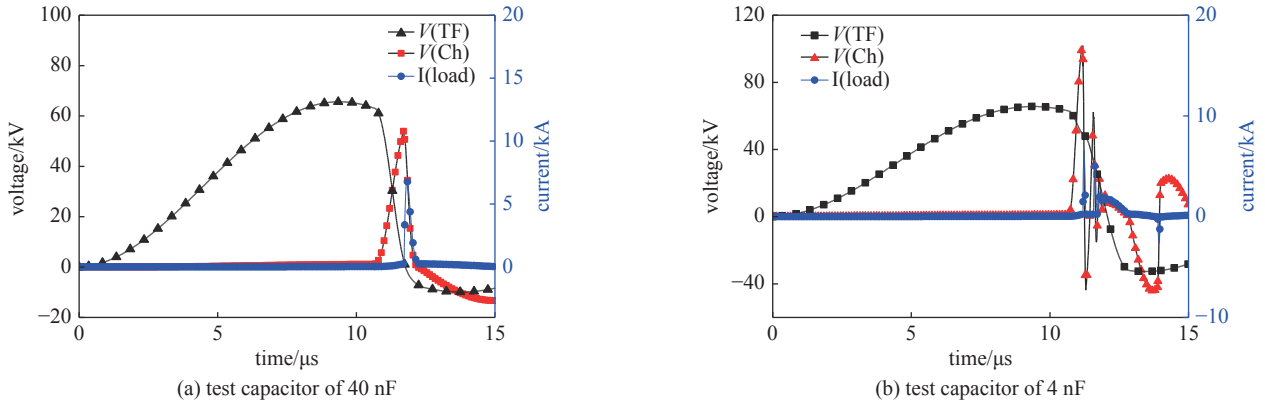 100
80
60
40
20
0
−20
voltage/kV
0
5
10
15
time/μs
20
15
10
5
0
current/kA
V(TF)
V(Ch)
I(load)
(a) test capacitor of 40 nF
120
80
40
0
−40
voltage/kV
0
5
10
15
time/μs
20
10
0
−10
current/kA
V(TF)
V(Ch)
I(load)
(b) test capacitor of 4 nF